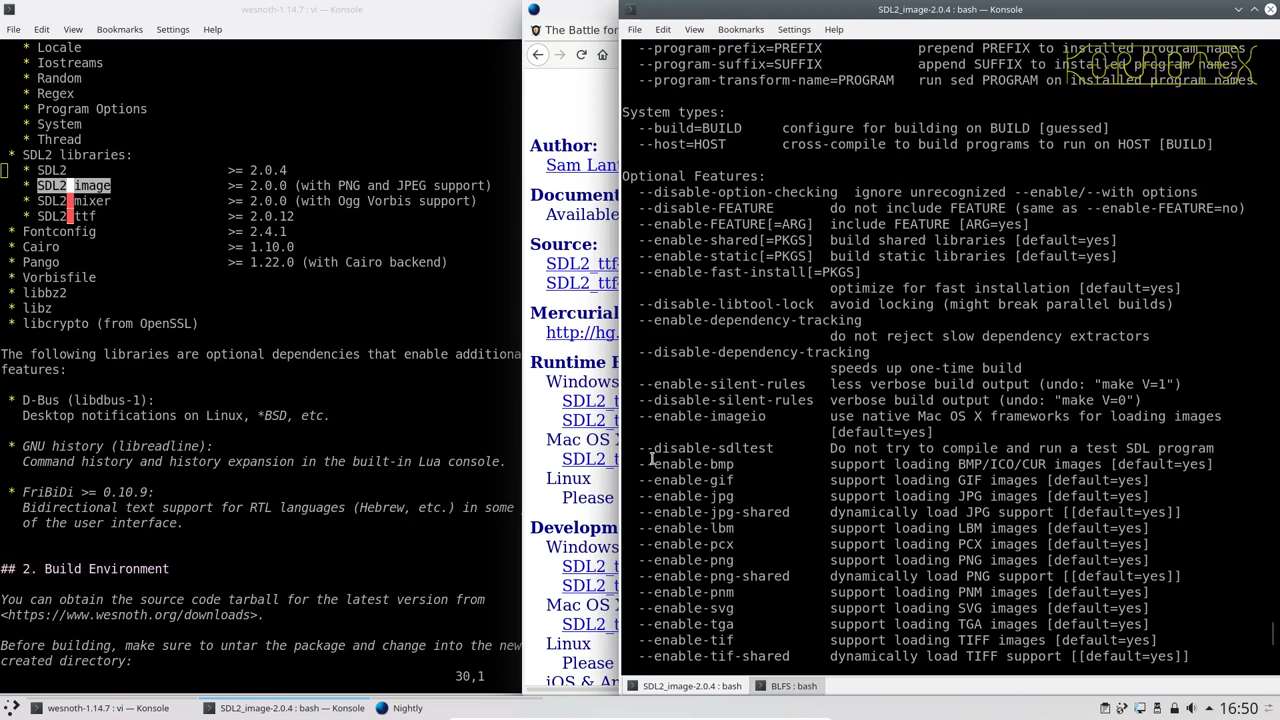 wesnoth-1.14.7 : vi — Konsole
File Edit View Bookmarks Settings Help
* Locale
* Iostreams
* Random
* Regex
* Program Options
* System
* Thread
* SDL2 libraries:
* SDL2 >= 2.0.4
* SDL2_image >= 2.0.0 (with PNG and JPEG support)
* SDL2_mixer >= 2.0.0 (with Ogg Vorbis support)
* SDL2_ttf >= 2.0.12
* Fontconfig >= 2.4.1
* Cairo >= 1.10.0
* Pango >= 1.22.0 (with Cairo backend)
* Vorbisfile
* libbz2
* libz
* libcrypto (from OpenSSL)
The following libraries are optional dependencies that enable additiona
features:
* D-Bus (libdbus-1):
Desktop notifications on Linux, *BSD, etc.
* GNU history (libreadline):
Command history and history expansion in the built-in Lua console.
* FriBiDi >= 0.10.9:
Bidirectional text support for RTL languages (Hebrew, etc.) in some
of the user interface.
## 2. Build Environment
You can obtain the source code tarball for the latest version from
<https://www.wesnoth.org/downloads>.
Before building, make sure to untar the package and change into the new
created directory:
30,1
The Battle for
Author:
Sam Lant
Document
Available
Source:
SDL2_ttf-
SDL2_ttf-
Mercurial
http://hg.
Runtime
Windows
SDL2_t
SDL2_t
Mac OS X
SDL2_t
Linux
Please
Developm
Windows
SDL2_t
SDL2_t
Mac OS X
SDL2_t
Linux
Please
iOS & An
SDL2_image-2.0.4 : bash — Konsole
File Edit View Bookmarks Settings Help
--program-prefix=PREFIX prepend PREFIX to installed program names
--program-suffix=SUFFIX append SUFFIX to installed program names
--program-transform-name=PROGRAM run sed PROGRAM on installed program names
System types:
--build=BUILD configure for building on BUILD [guessed]
--host=HOST cross-compile to build programs to run on HOST [BUILD]
Optional Features:
--disable-option-checking ignore unrecognized --enable/--with options
--disable-FEATURE do not include FEATURE (same as --enable-FEATURE=no)
--enable-FEATURE[=ARG] include FEATURE [ARG=yes]
--enable-shared[=PKGS] build shared libraries [default=yes]
--enable-static[=PKGS] build static libraries [default=yes]
--enable-fast-install[=PKGS]
optimize for fast installation [default=yes]
--disable-libtool-lock avoid locking (might break parallel builds)
--enable-dependency-tracking
do not reject slow dependency extractors
--disable-dependency-tracking
speeds up one-time build
--enable-silent-rules less verbose build output (undo: "make V=1")
--disable-silent-rules verbose build output (undo: "make V=0")
--enable-imageio use native Mac OS X frameworks for loading images
[default=yes]
--disable-sdltest Do not try to compile and run a test SDL program
--enable-bmp support loading BMP/ICO/CUR images [default=yes]
--enable-gif support loading GIF images [default=yes]
--enable-jpg support loading JPG images [default=yes]
--enable-jpg-shared dynamically load JPG support [[default=yes]]
--enable-lbm support loading LBM images [default=yes]
--enable-pcx support loading PCX images [default=yes]
--enable-png support loading PNG images [default=yes]
--enable-png-shared dynamically load PNG support [[default=yes]]
--enable-pnm support loading PNM images [default=yes]
--enable-svg support loading SVG images [default=yes]
--enable-tga support loading TGA images [default=yes]
--enable-tif support loading TIFF images [default=yes]
--enable-tif-shared dynamically load TIFF support [[default=yes]]
SDL2_image-2.0.4 : bash BLFS : bash
wesnoth-1.14.7 : vi — Konsole SDL2_image-2.0.4 : bash — Konsole Nightly 16:50